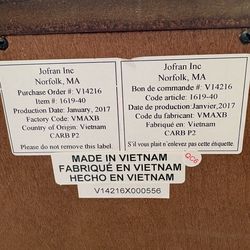 Jofran Inc
Norfolk, MA
Purchase Order #: V14216
Item #: 1619-40
Production Date: January, 2017
Factory Code: VMAXB
Country of Origin: Vietnam
CARB P2
Please do not remove this label.
Jofran Inc
Norfolk, MA
Bon de commande #: V14216
Code article: 1619-40
Date de production: Janvier, 2017
Code du fabricant: VMAXB
Fabriqué en: Vietnam
CARB P2
S'il vous plaît n'enlevez pas cette étiquette.
QC6
MADE IN VIETNAM
FABRIQUÉ EN VIETNAM
HECHO EN VIETNAM
V14216X000556